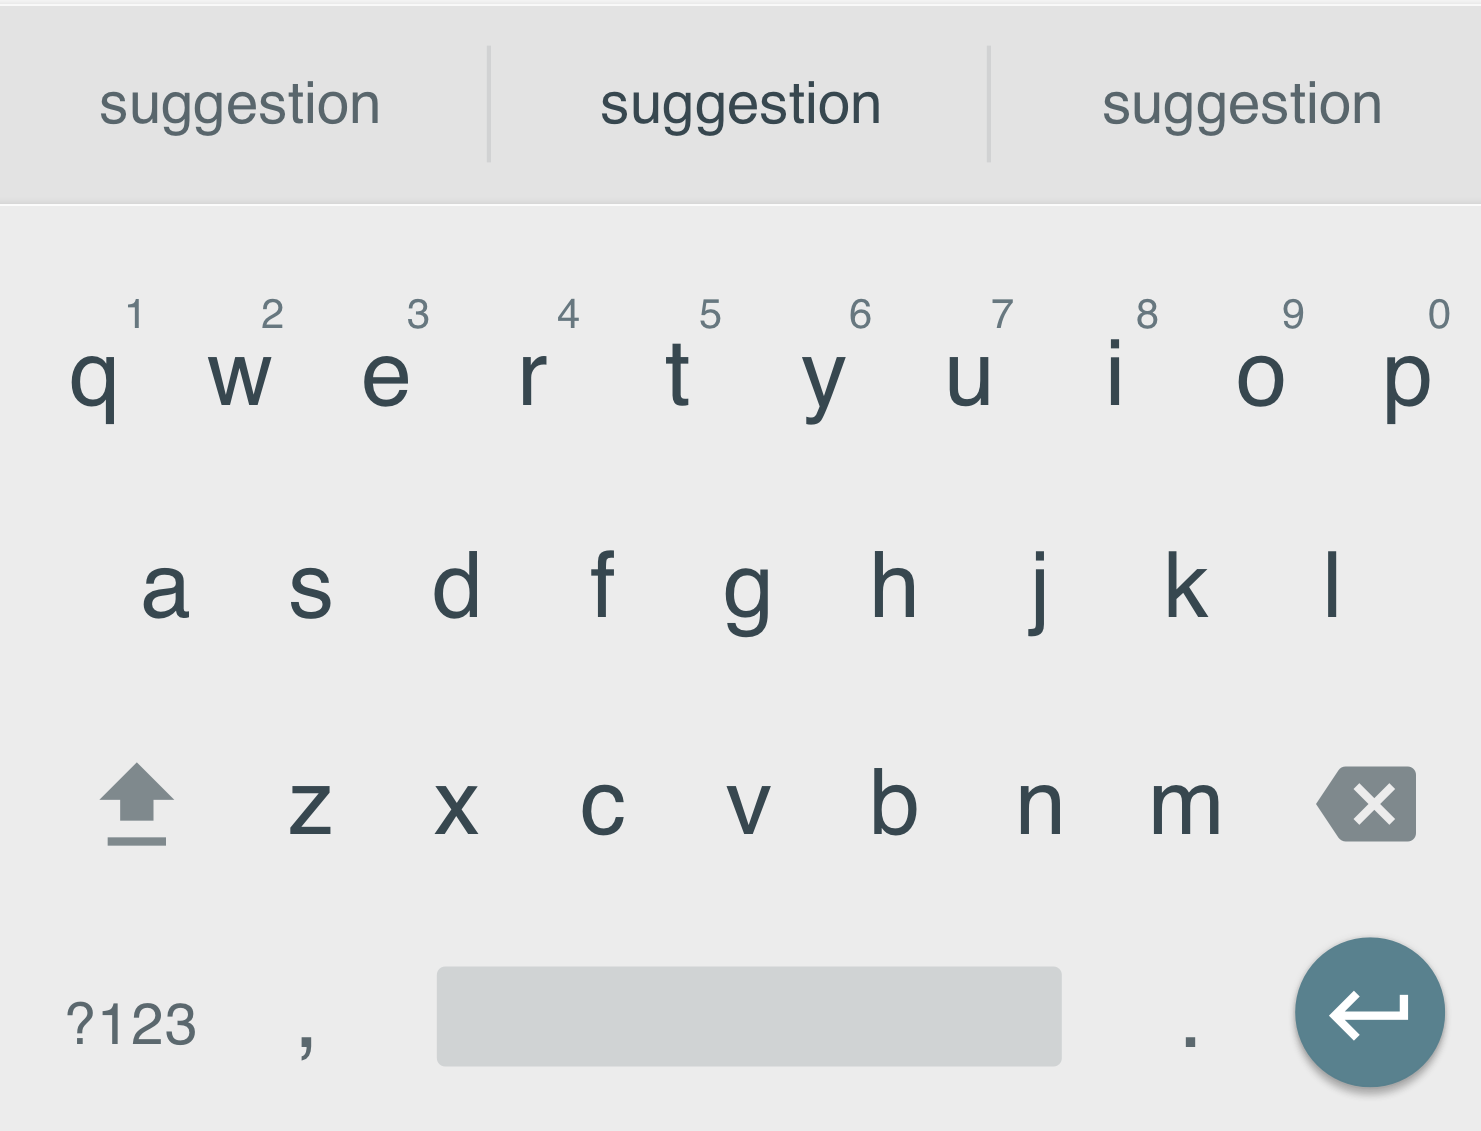 suggestion suggestion suggestion
1 2 3 4 5 6 7 8 9 0
q w e r t y u i o p
a s d f g h j k l
z x c v b n m
?123 , .